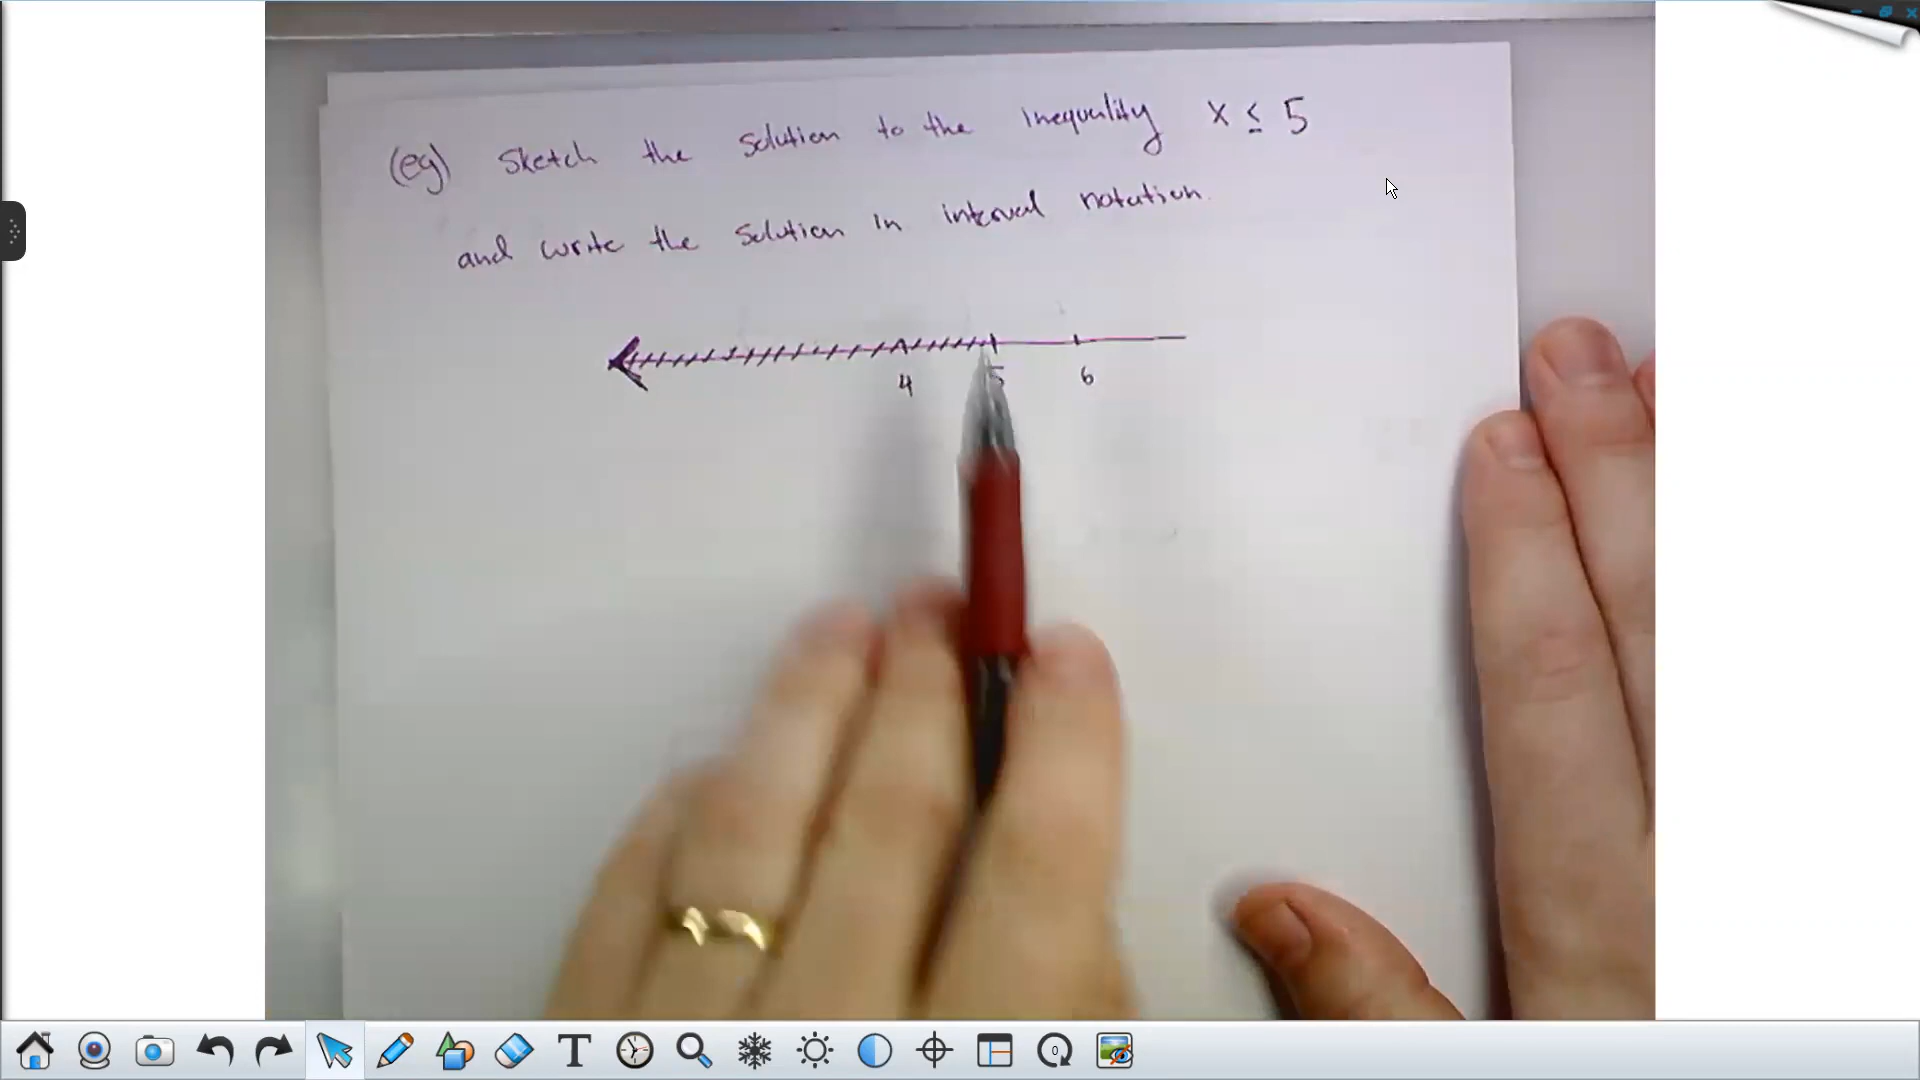 (eg) Sketch the solution to the inequality x ≤ 5
and write the solution in interval notation.
4 5 6